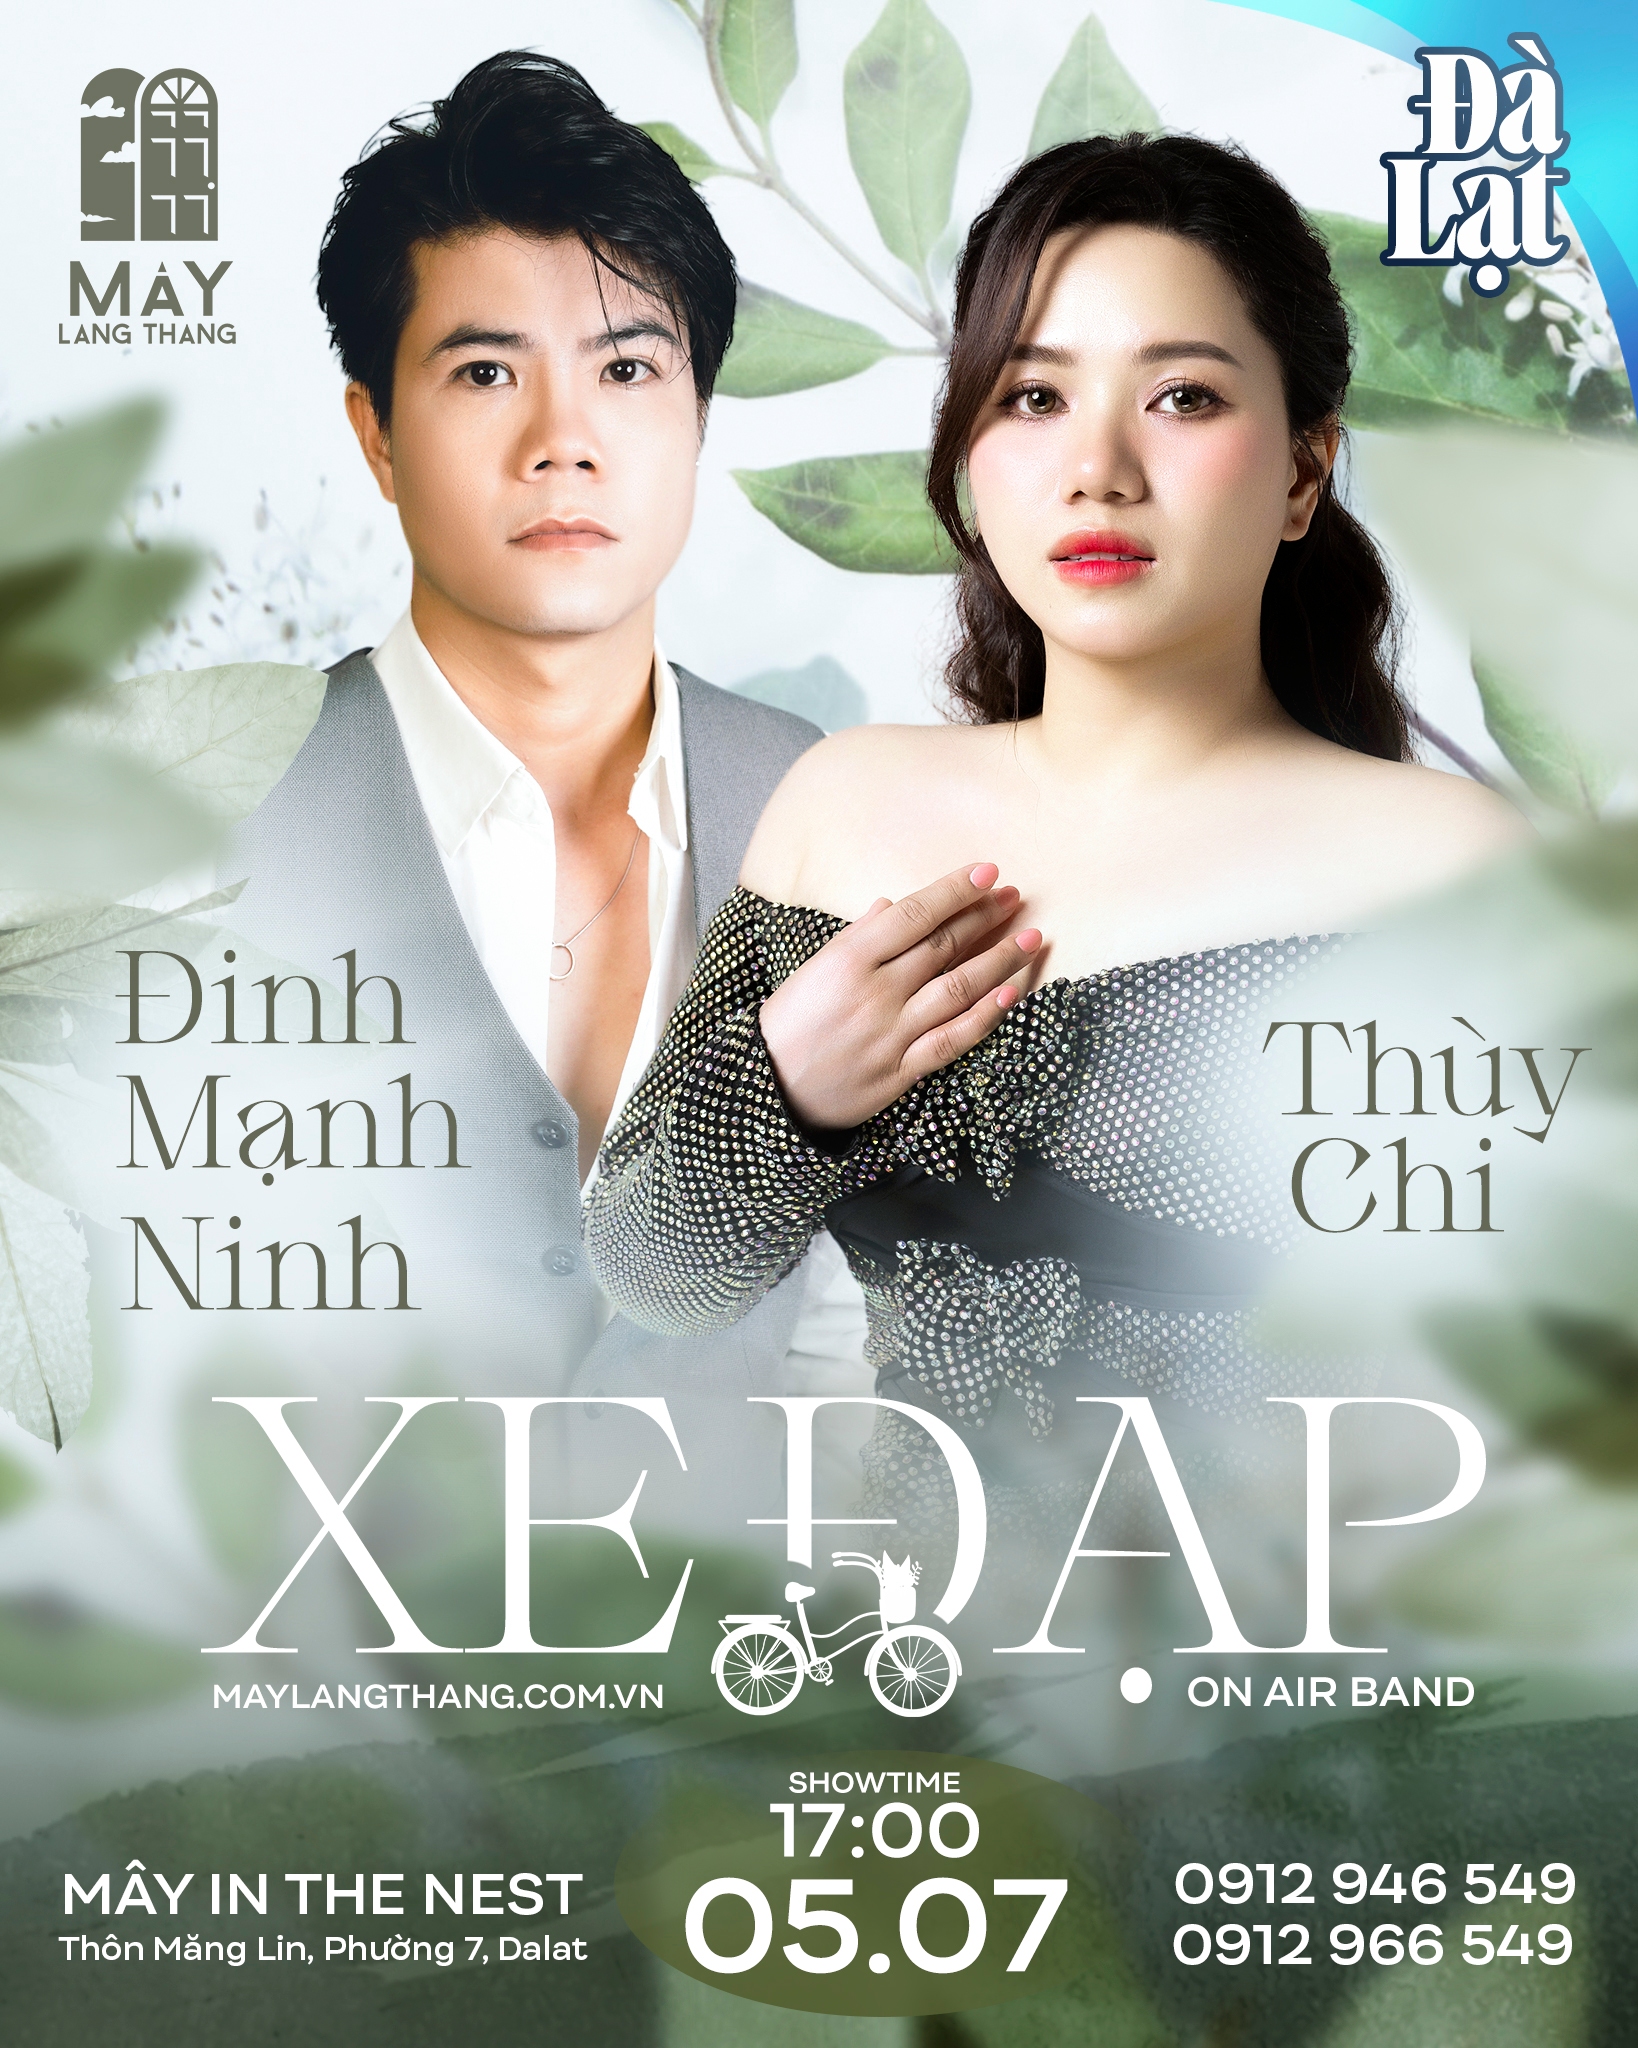 MÂY
LANG THANG
Đà
Lạt
Đinh
Mạnh
Ninh
Thùy
Chi
XE ĐẠP
MAYLANGTHANG.COM.VN
ON AIR BAND
SHOWTIME
17:00
05.07
MÂY IN THE NEST
Thôn Măng Lin, Phường 7, Dalat
0912 946 549
0912 966 549